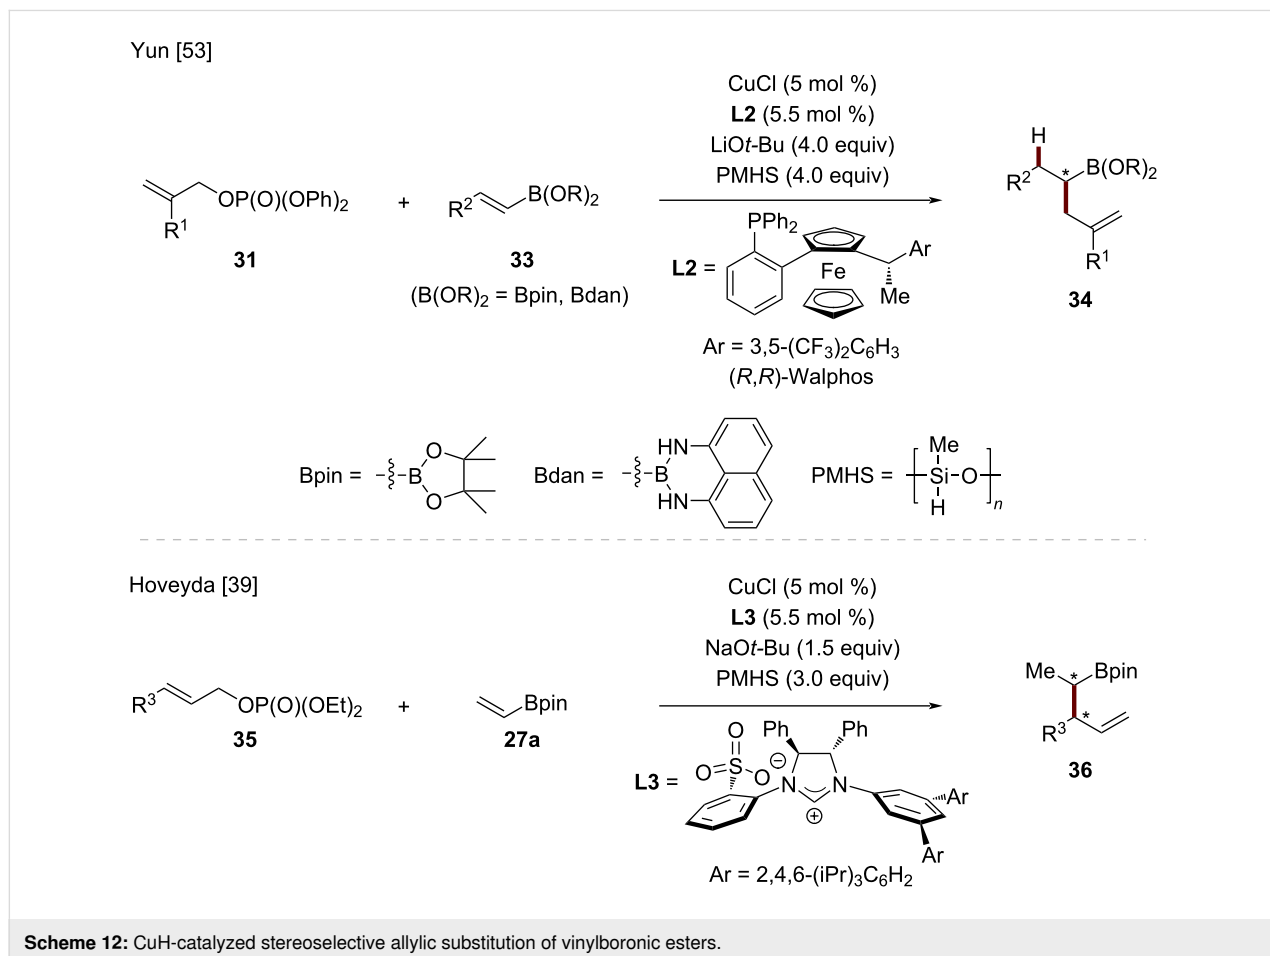 Yun [53]
CuCl (5 mol %)
L2 (5.5 mol %)
LiOt-Bu (4.0 equiv)
PMHS (4.0 equiv)
OP(O)(OPh)2
R1
31
+
R2
B(OR)2
33
(B(OR)2 = Bpin, Bdan)
L2 =
PPh2
Fe
Ar
Me
Ar = 3,5-(CF3)2C6H3
(R,R)-Walphos
H
R2
*
B(OR)2
R1
34
Bpin =
B
O
O
Bdan =
HN
B
HN
PMHS =
Me
Si
O
H
n
Hoveyda [39]
CuCl (5 mol %)
L3 (5.5 mol %)
NaOt-Bu (1.5 equiv)
PMHS (3.0 equiv)
R3
OP(O)(OEt)2
35
+
Bpin
27a
L3 =
O
O
S
O
⊖
Ph
Ph
N
N
⊕
Ar
Ar
Ar = 2,4,6-(iPr)3C6H2
Me
*
Bpin
R3
*
36
Scheme 12: CuH-catalyzed stereoselective allylic substitution of vinylboronic esters.